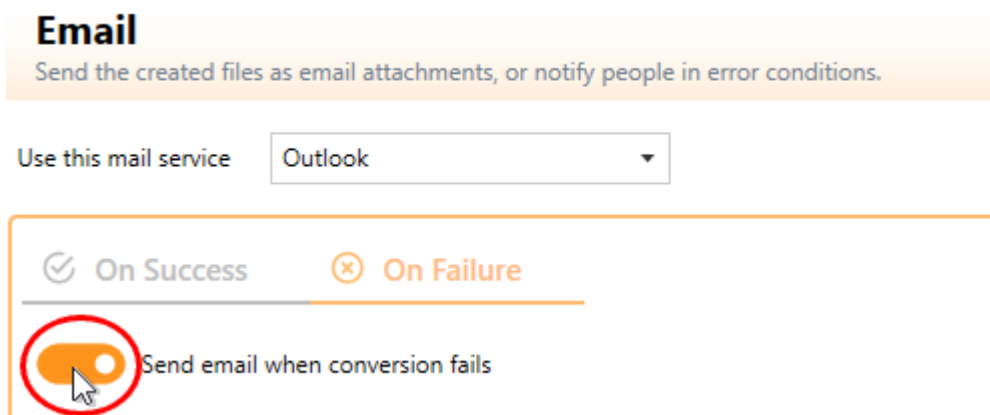 Email
Send the created files as email attachments, or notify people in error conditions.
Use this mail service Outlook
On Success On Failure
Send email when conversion fails